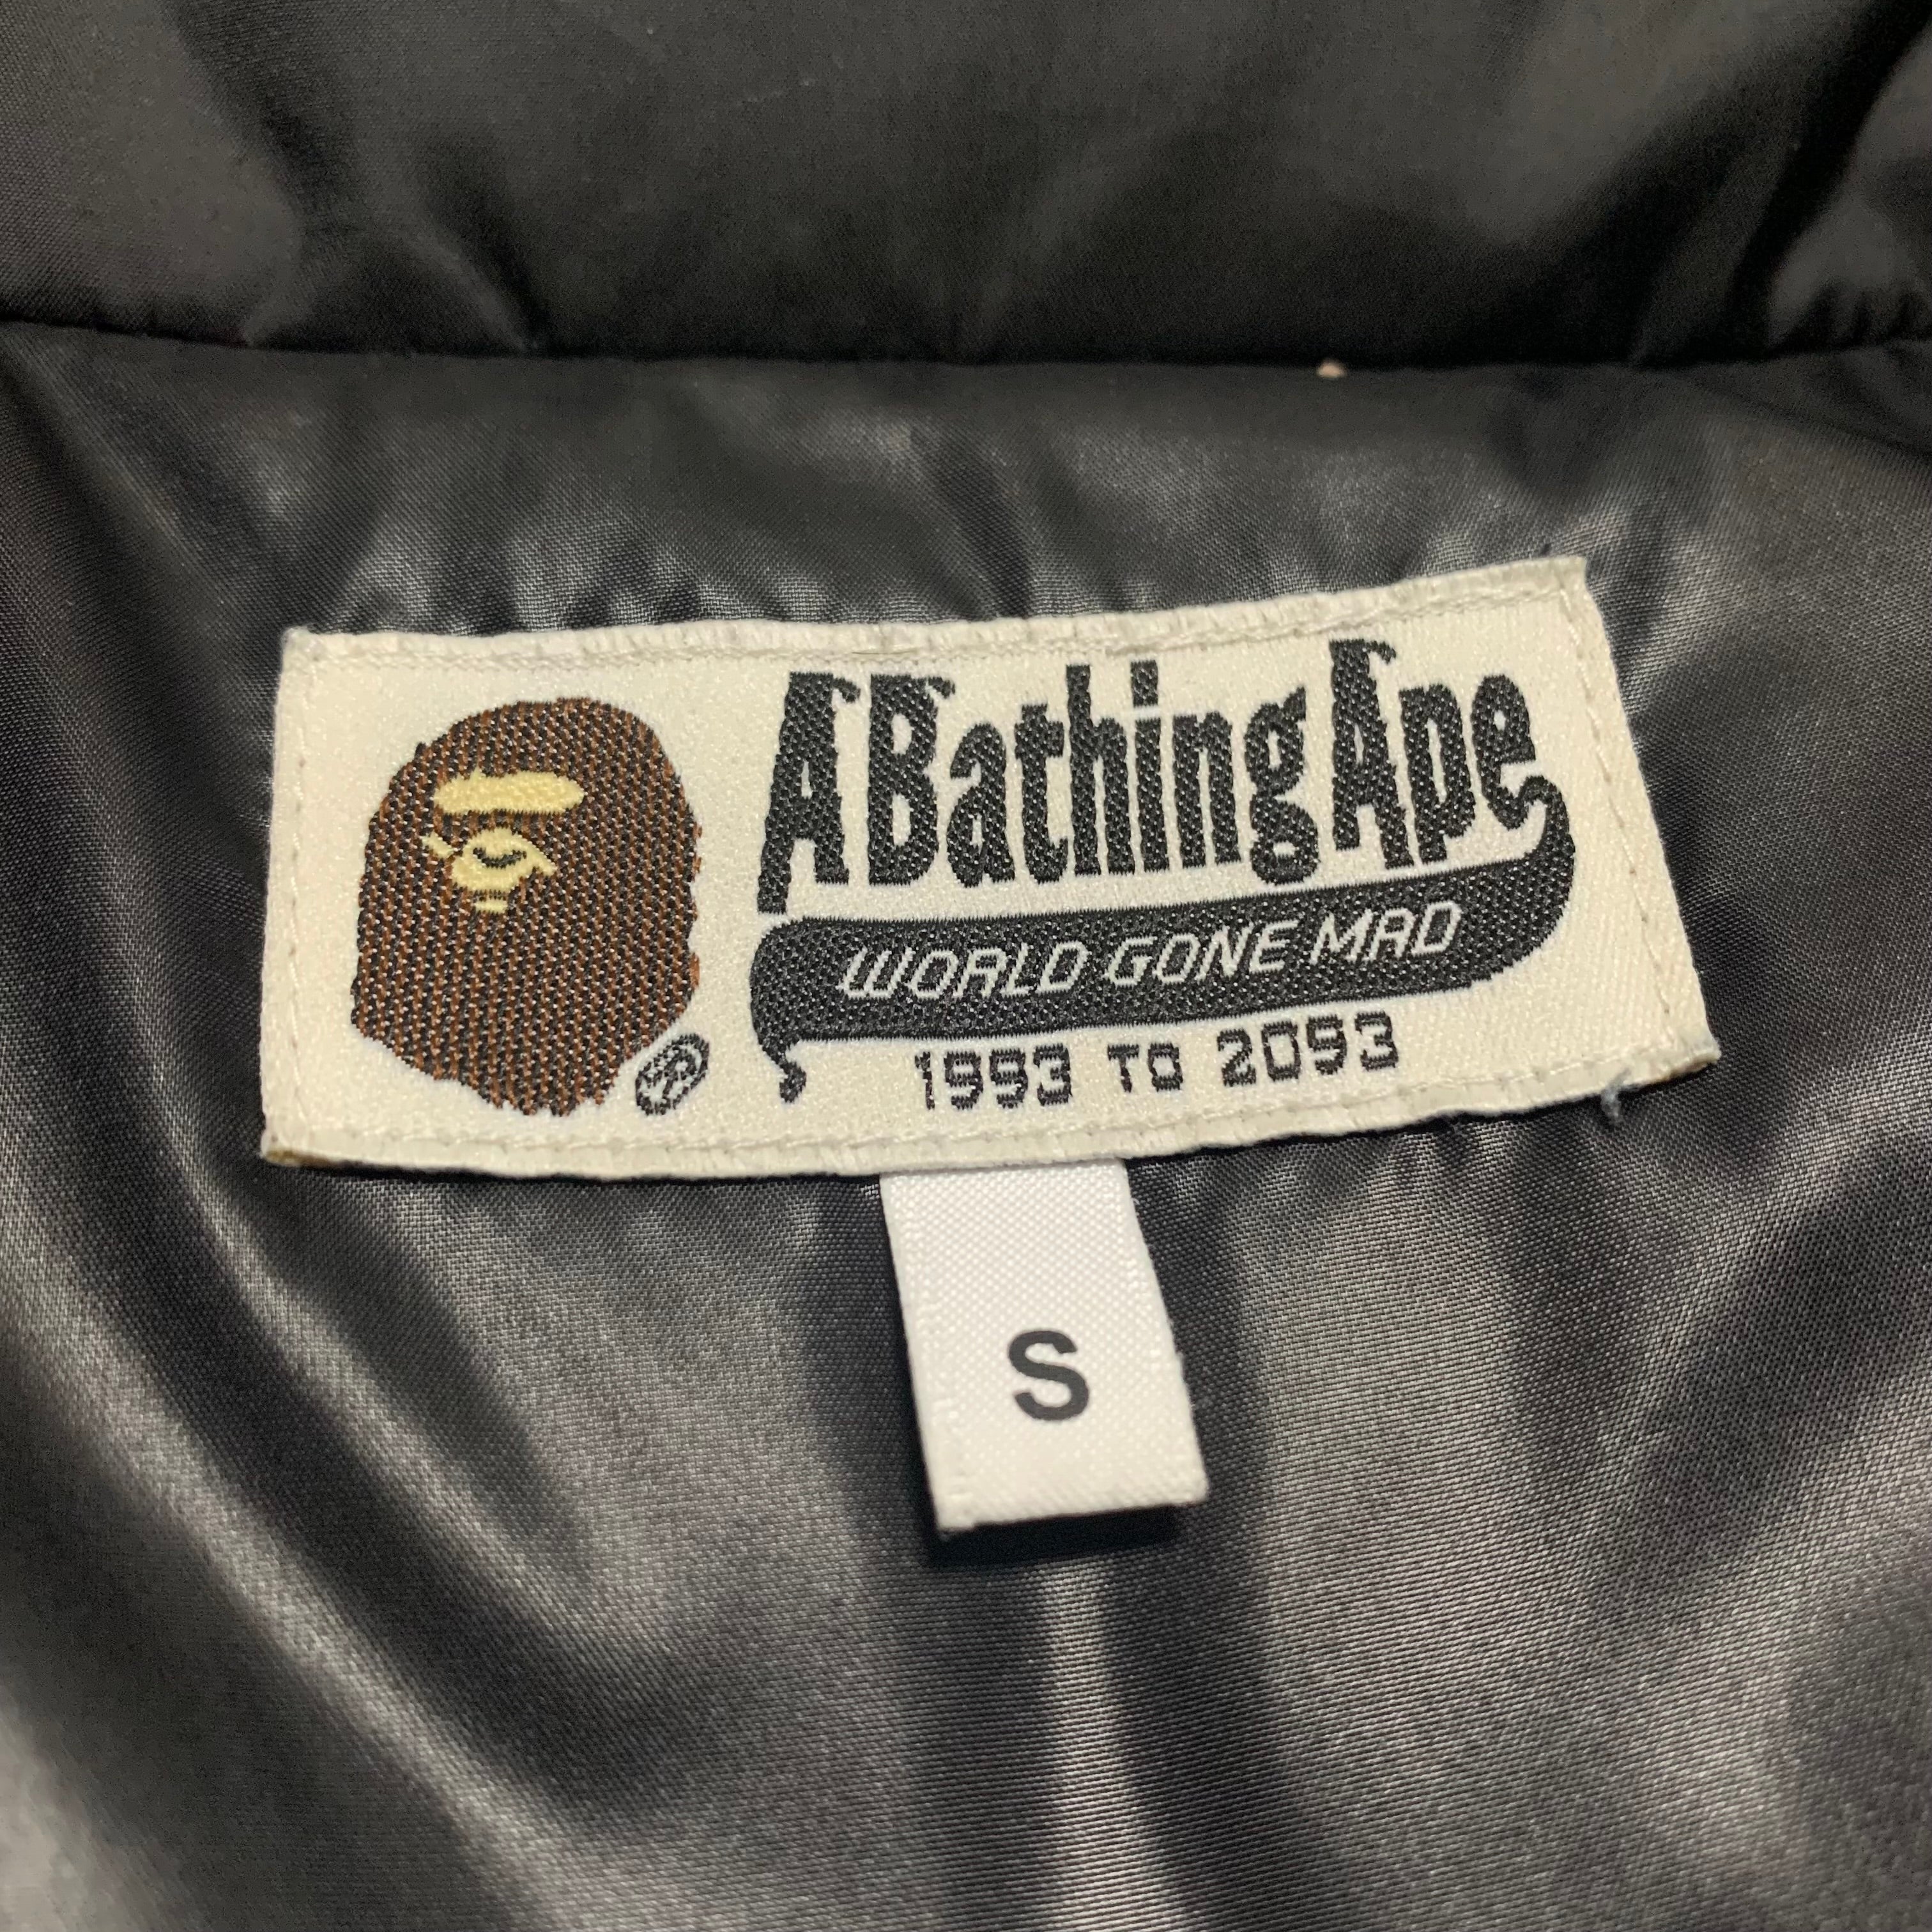 A Bathing Ape
WORLD GONE MAD
1993 TO 2093
®
S